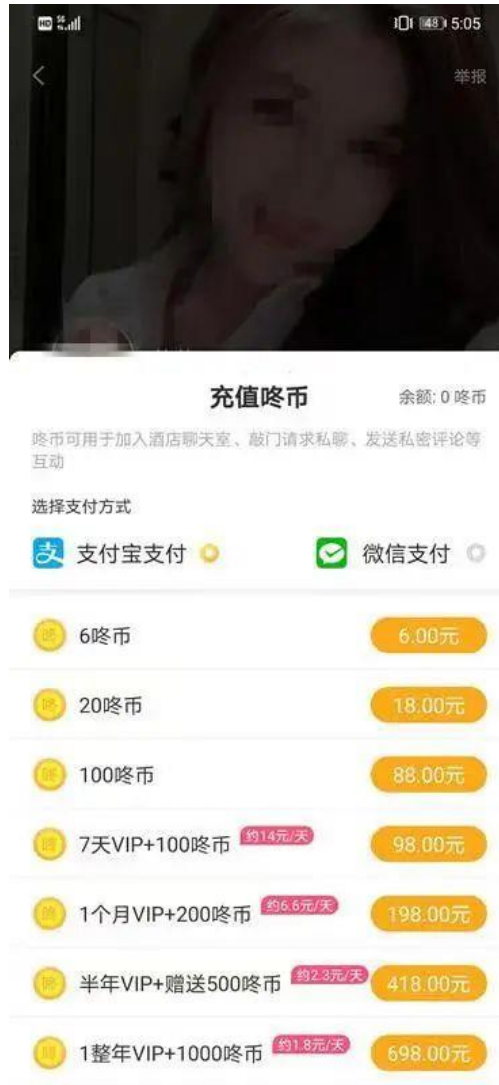 HD 5G 48 5:05
举报
充值咚币
余额: 0 咚币
咚币可用于加入酒店聊天室、敲门请求私聊、发送私密评论等
互动
选择支付方式
支付宝支付 微信支付
6咚币 6.00元
20咚币 18.00元
100咚币 88.00元
7天VIP+100咚币 约14元/天 98.00元
1个月VIP+200咚币 约6.6元/天 198.00元
半年VIP+赠送500咚币 约2.3元/天 418.00元
1整年VIP+1000咚币 约1.8元/天 698.00元